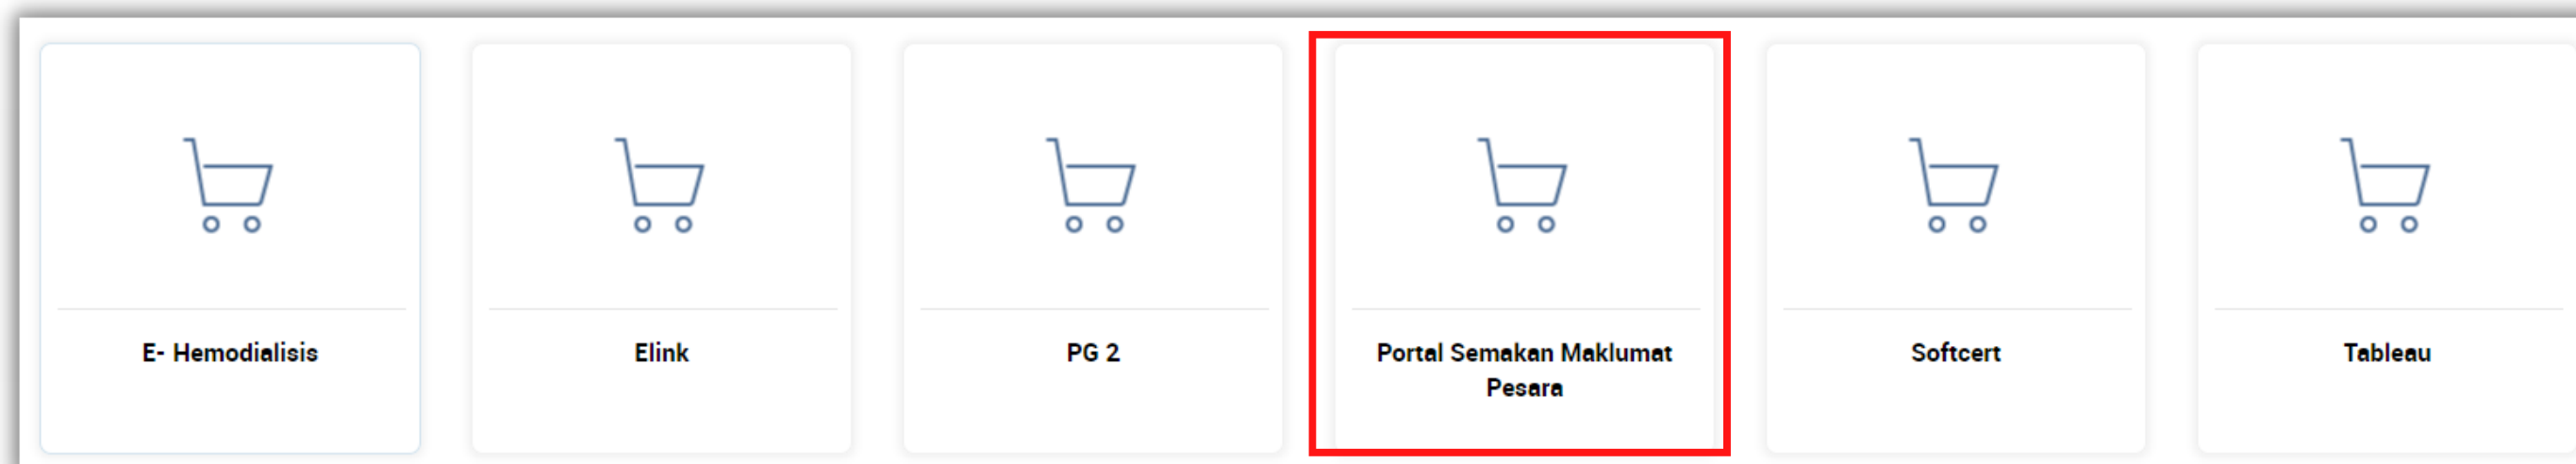 E- Hemodialisis
Elink
PG 2
Portal Semakan Maklumat
Pesara
Softcert
Tableau